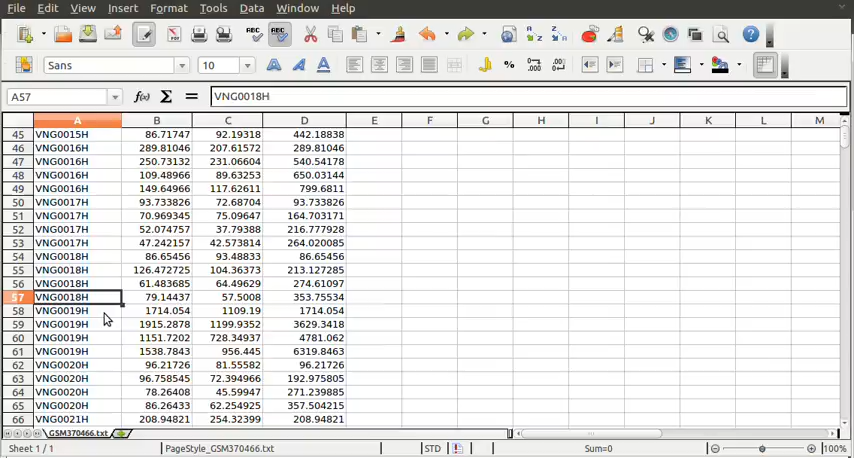 File Edit View Insert Format Tools Data Window Help
PDF ABC ABC
Sans 10 A A A %
A57 f(x) Σ = VNG0018H
A B C D E F G H I J K L M
45 VNG0015H 86.71747 92.19318 442.18838
46 VNG0016H 289.81046 207.61572 289.81046
47 VNG0016H 250.73132 231.06604 540.54178
48 VNG0016H 109.48966 89.63253 650.03144
49 VNG0016H 149.64966 117.62611 799.6811
50 VNG0017H 93.733826 72.68704 93.733826
51 VNG0017H 70.969345 75.09647 164.703171
52 VNG0017H 52.074757 37.79388 216.777928
53 VNG0017H 47.242157 42.573814 264.020085
54 VNG0018H 86.65456 93.48833 86.65456
55 VNG0018H 126.472725 104.36373 213.127285
56 VNG0018H 61.483685 64.49629 274.61097
57 VNG0018H 79.14437 57.5008 353.75534
58 VNG0019H 1714.054 1109.19 1714.054
59 VNG0019H 1915.2878 1199.9352 3629.3418
60 VNG0019H 1151.7202 728.34937 4781.062
61 VNG0019H 1538.7843 956.445 6319.8463
62 VNG0020H 96.21726 81.55582 96.21726
63 VNG0020H 96.758545 72.394966 192.975805
64 VNG0020H 78.26408 45.59947 271.239885
65 VNG0020H 86.26433 62.254925 357.504215
66 VNG0021H 208.94821 254.32399 208.94821
GSM370466.txt
Sheet 1 / 1 PageStyle_GSM370466.txt STD Sum=0 100%